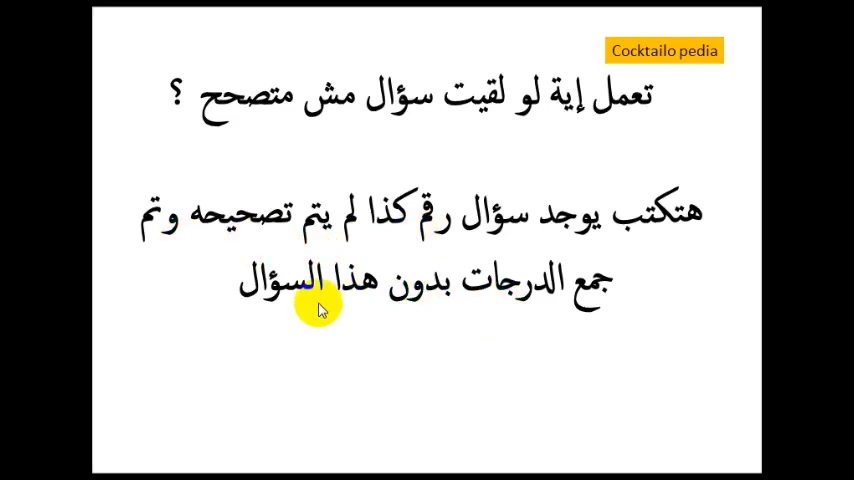 Cocktailo pedia
تعمل إية لو لقيت سؤال مش متصحح ؟
هتكتب يوجد سؤال رقم كذا لم يتم تصحيحه وتم
جمع الدرجات بدون هذا السؤال